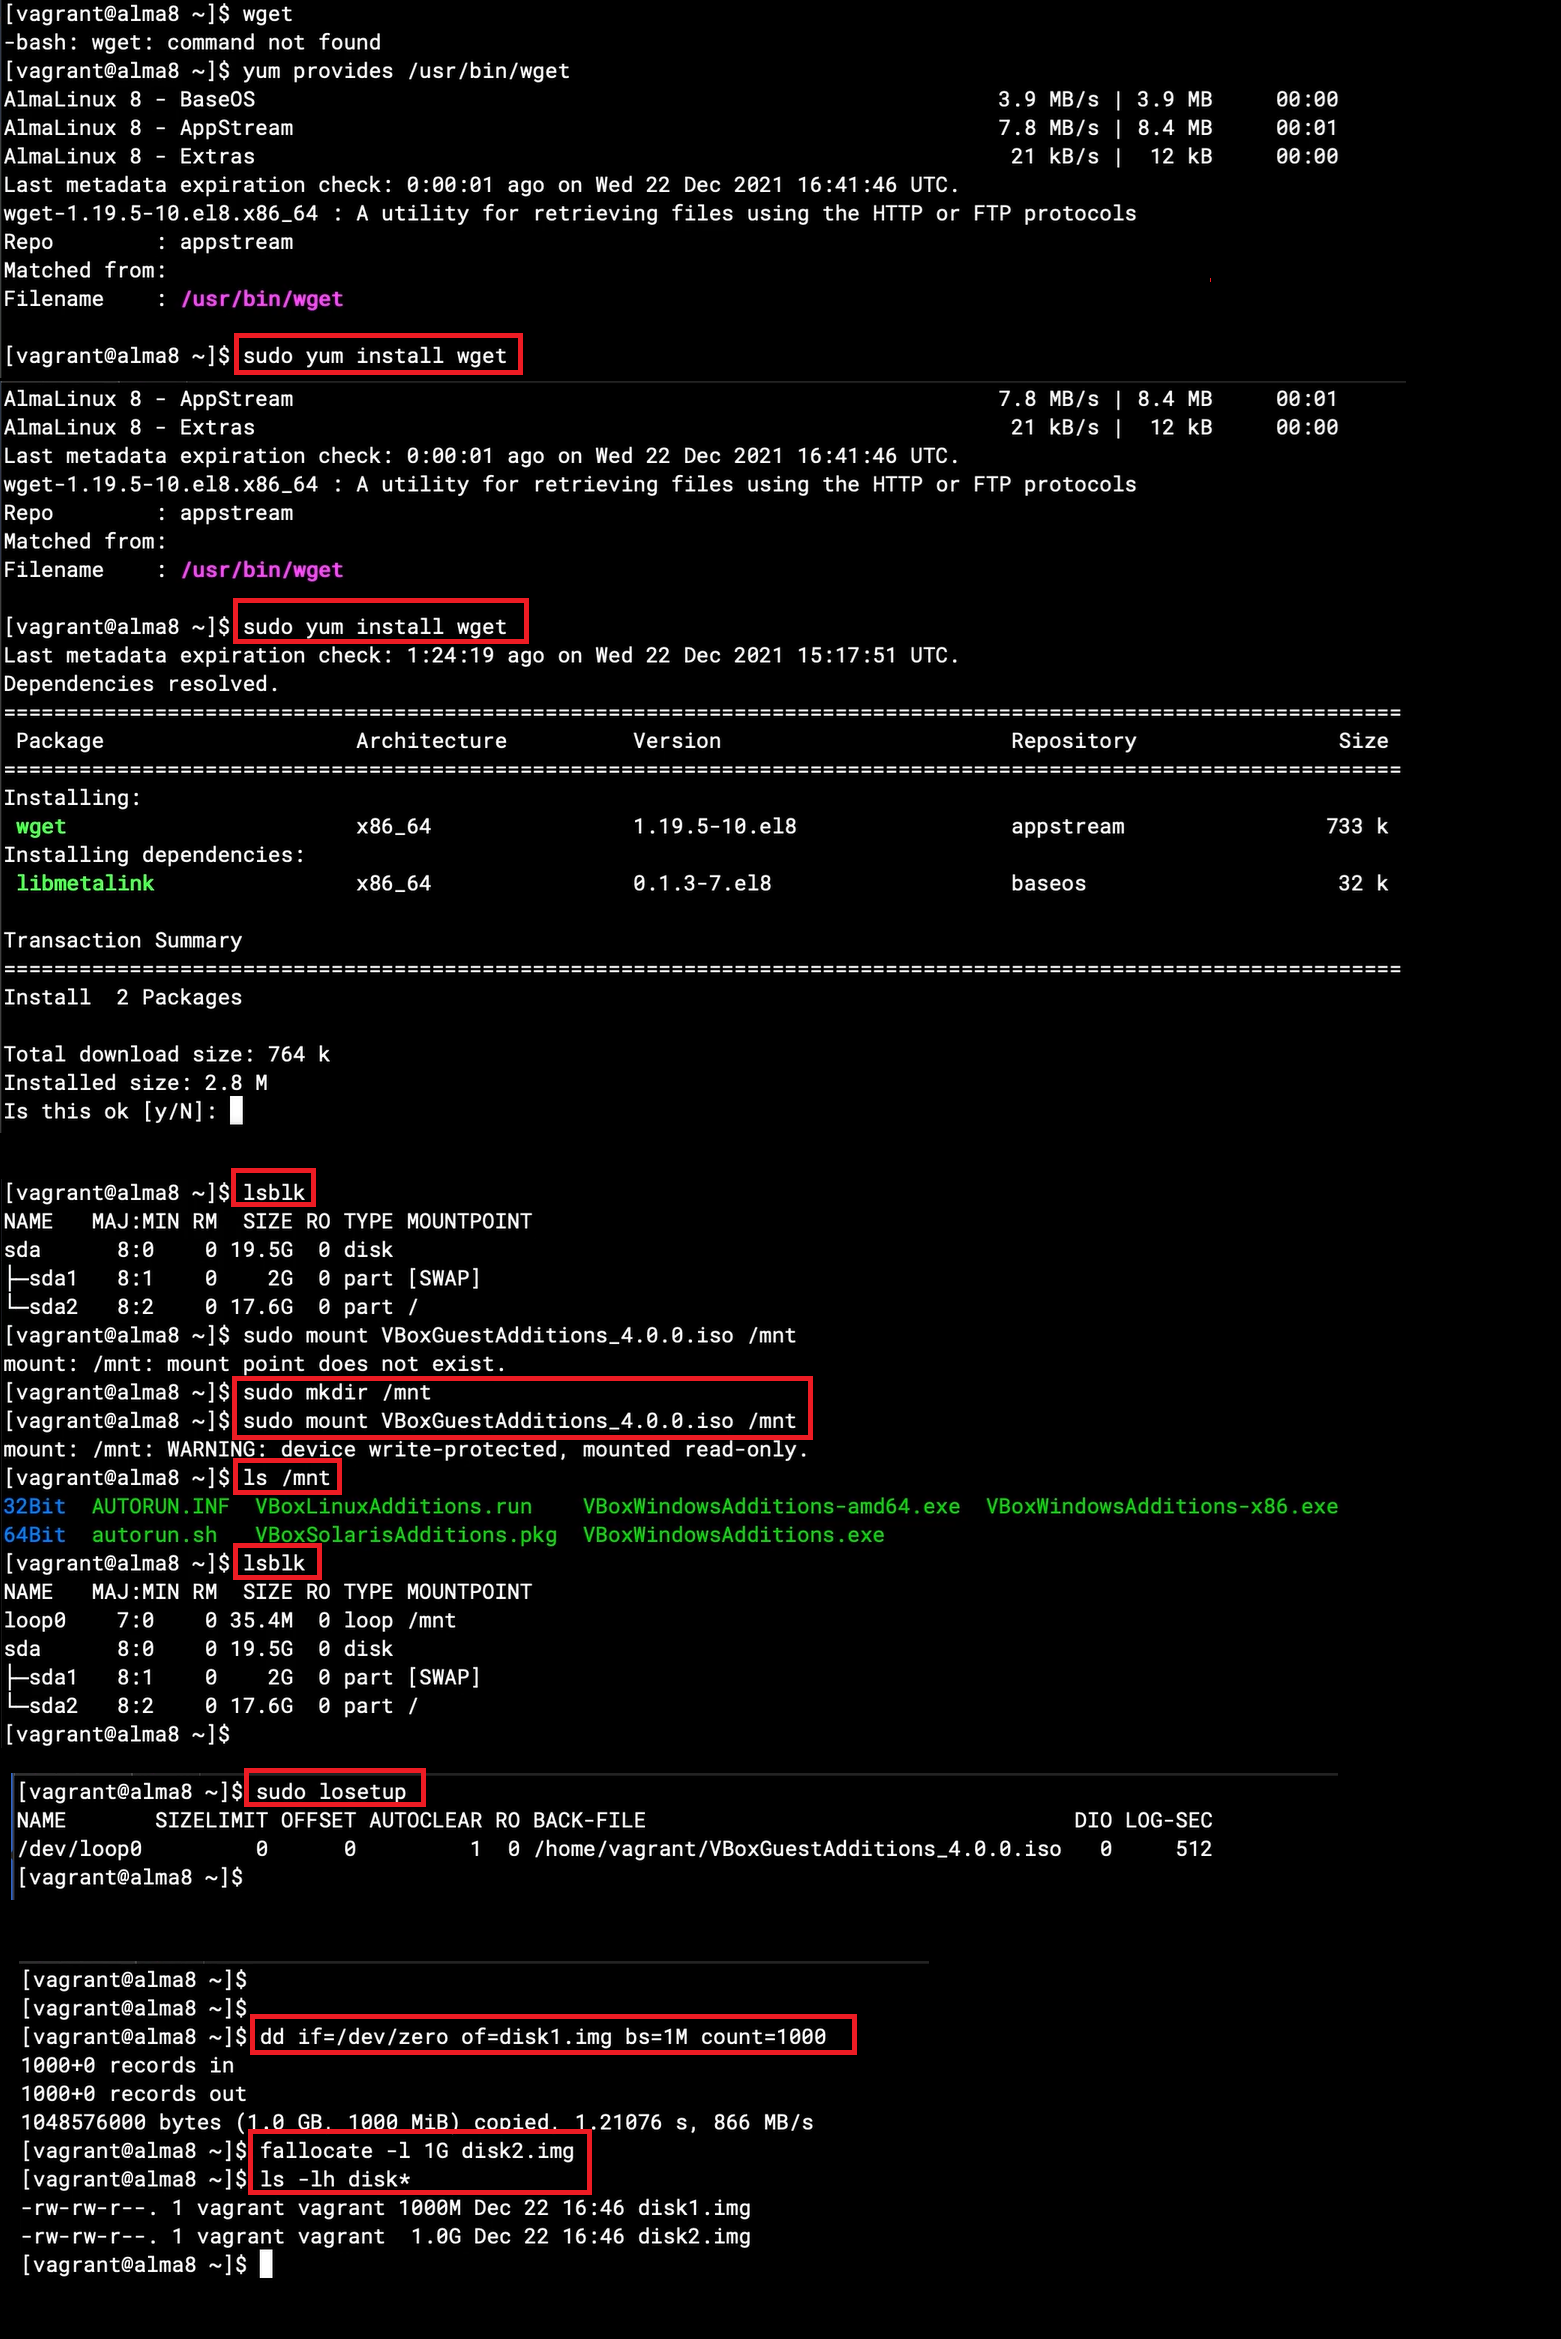 [vagrant@alma8 ~]$ wget
-bash: wget: command not found
[vagrant@alma8 ~]$ yum provides /usr/bin/wget
AlmaLinux 8 - BaseOS 3.9 MB/s | 3.9 MB 00:00
AlmaLinux 8 - AppStream 7.8 MB/s | 8.4 MB 00:01
AlmaLinux 8 - Extras 21 kB/s | 12 kB 00:00
Last metadata expiration check: 0:00:01 ago on Wed 22 Dec 2021 16:41:46 UTC.
wget-1.19.5-10.el8.x86_64 : A utility for retrieving files using the HTTP or FTP protocols
Repo : appstream
Matched from:
Filename : /usr/bin/wget
[vagrant@alma8 ~]$ sudo yum install wget
AlmaLinux 8 - AppStream 7.8 MB/s | 8.4 MB 00:01
AlmaLinux 8 - Extras 21 kB/s | 12 kB 00:00
Last metadata expiration check: 0:00:01 ago on Wed 22 Dec 2021 16:41:46 UTC.
wget-1.19.5-10.el8.x86_64 : A utility for retrieving files using the HTTP or FTP protocols
Repo : appstream
Matched from:
Filename : /usr/bin/wget
[vagrant@alma8 ~]$ sudo yum install wget
Last metadata expiration check: 1:24:19 ago on Wed 22 Dec 2021 15:17:51 UTC.
Dependencies resolved.
===============================================================================================================
Package Architecture Version Repository Size
===============================================================================================================
Installing:
wget x86_64 1.19.5-10.el8 appstream 733 k
Installing dependencies:
libmetalink x86_64 0.1.3-7.el8 baseos 32 k
Transaction Summary
===============================================================================================================
Install 2 Packages
Total download size: 764 k
Installed size: 2.8 M
Is this ok [y/N]:
[vagrant@alma8 ~]$ lsblk
NAME MAJ:MIN RM SIZE RO TYPE MOUNTPOINT
sda 8:0 0 19.5G 0 disk
├─sda1 8:1 0 2G 0 part [SWAP]
└─sda2 8:2 0 17.6G 0 part /
[vagrant@alma8 ~]$ sudo mount VBoxGuestAdditions_4.0.0.iso /mnt
mount: /mnt: mount point does not exist.
[vagrant@alma8 ~]$ sudo mkdir /mnt
[vagrant@alma8 ~]$ sudo mount VBoxGuestAdditions_4.0.0.iso /mnt
mount: /mnt: WARNING: device write-protected, mounted read-only.
[vagrant@alma8 ~]$ ls /mnt
32Bit AUTORUN.INF VBoxLinuxAdditions.run VBoxWindowsAdditions-amd64.exe VBoxWindowsAdditions-x86.exe
64Bit autorun.sh VBoxSolarisAdditions.pkg VBoxWindowsAdditions.exe
[vagrant@alma8 ~]$ lsblk
NAME MAJ:MIN RM SIZE RO TYPE MOUNTPOINT
loop0 7:0 0 35.4M 0 loop /mnt
sda 8:0 0 19.5G 0 disk
├─sda1 8:1 0 2G 0 part [SWAP]
└─sda2 8:2 0 17.6G 0 part /
[vagrant@alma8 ~]$
[vagrant@alma8 ~]$ sudo losetup
NAME SIZELIMIT OFFSET AUTOCLEAR RO BACK-FILE DIO LOG-SEC
/dev/loop0 0 0 1 0 /home/vagrant/VBoxGuestAdditions_4.0.0.iso 0 512
[vagrant@alma8 ~]$
[vagrant@alma8 ~]$
[vagrant@alma8 ~]$
[vagrant@alma8 ~]$ dd if=/dev/zero of=disk1.img bs=1M count=1000
1000+0 records in
1000+0 records out
1048576000 bytes (1.0 GB, 1000 MiB) copied, 1.21076 s, 866 MB/s
[vagrant@alma8 ~]$ fallocate -l 1G disk2.img
[vagrant@alma8 ~]$ ls -lh disk*
-rw-rw-r--. 1 vagrant vagrant 1000M Dec 22 16:46 disk1.img
-rw-rw-r--. 1 vagrant vagrant 1.0G Dec 22 16:46 disk2.img
[vagrant@alma8 ~]$